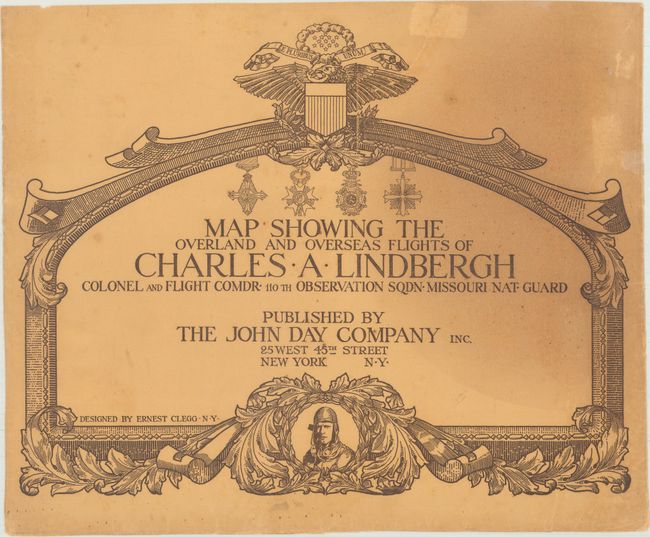 E PLURIBUS UNUM
MAP SHOWING THE
OVERLAND AND OVERSEAS FLIGHTS OF
CHARLES·A·LINDBERGH
COLONEL AND FLIGHT COMDR· 110 TH OBSERVATION SQDN· MISSOURI NAT· GUARD
PUBLISHED BY
THE JOHN DAY COMPANY INC.
25 WEST 45TH STREET
NEW YORK N·Y·
DESIGNED BY ERNEST CLEGG·N·Y·